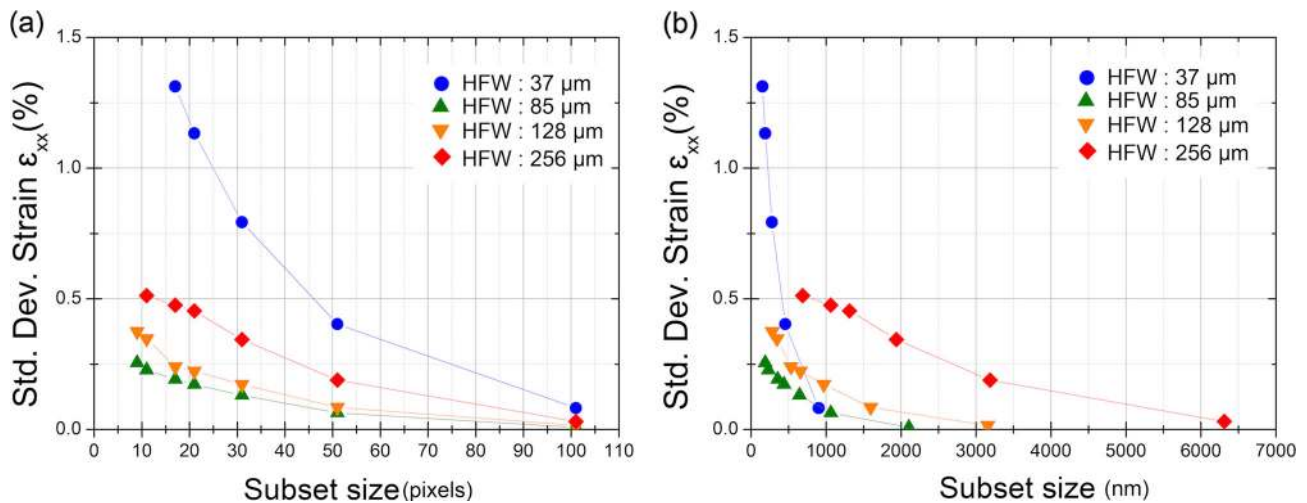 (a)
1.5
1.0
0.5
0.0
Std. Dev. Strain εxx(%)
HFW : 37 μm
HFW : 85 μm
HFW : 128 μm
HFW : 256 μm
0 10 20 30 40 50 60 70 80 90 100 110
Subset size (pixels)
(b)
1.5
1.0
0.5
0.0
Std. Dev. Strain εxx(%)
HFW : 37 μm
HFW : 85 μm
HFW : 128 μm
HFW : 256 μm
0 1000 2000 3000 4000 5000 6000 7000
Subset size (nm)